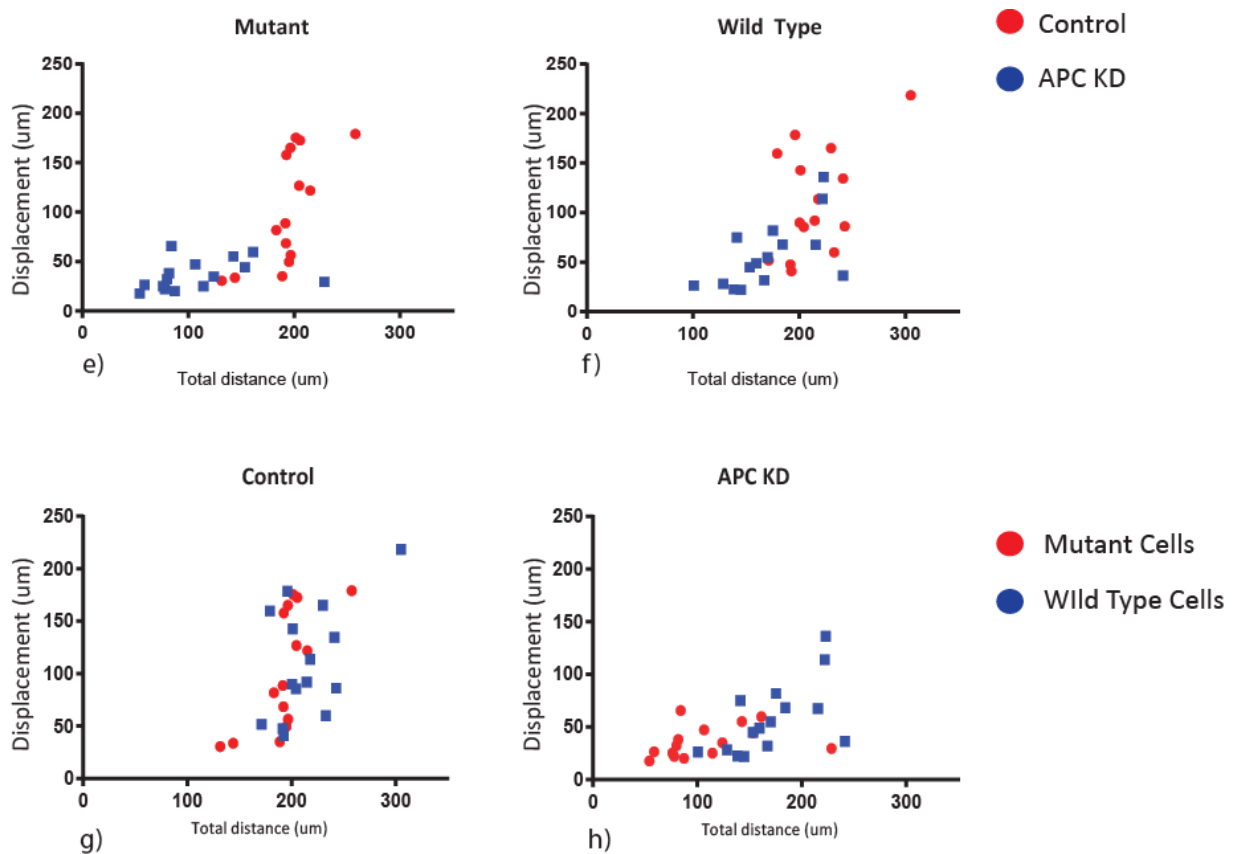 Mutant
250
200
150
100
50
0
Displacement (um)
0 100 200 300
e)
Total distance (um)
Wild Type
250
200
150
100
50
0
Displacement (um)
0 100 200 300
f)
Total distance (um)
Control
APC KD
Control
250
200
150
100
50
0
Displacement (um)
0 100 200 300
g)
Total distance (um)
APC KD
250
200
150
100
50
0
Displacement (um)
0 100 200 300
h)
Total distance (um)
Mutant Cells
WIld Type Cells